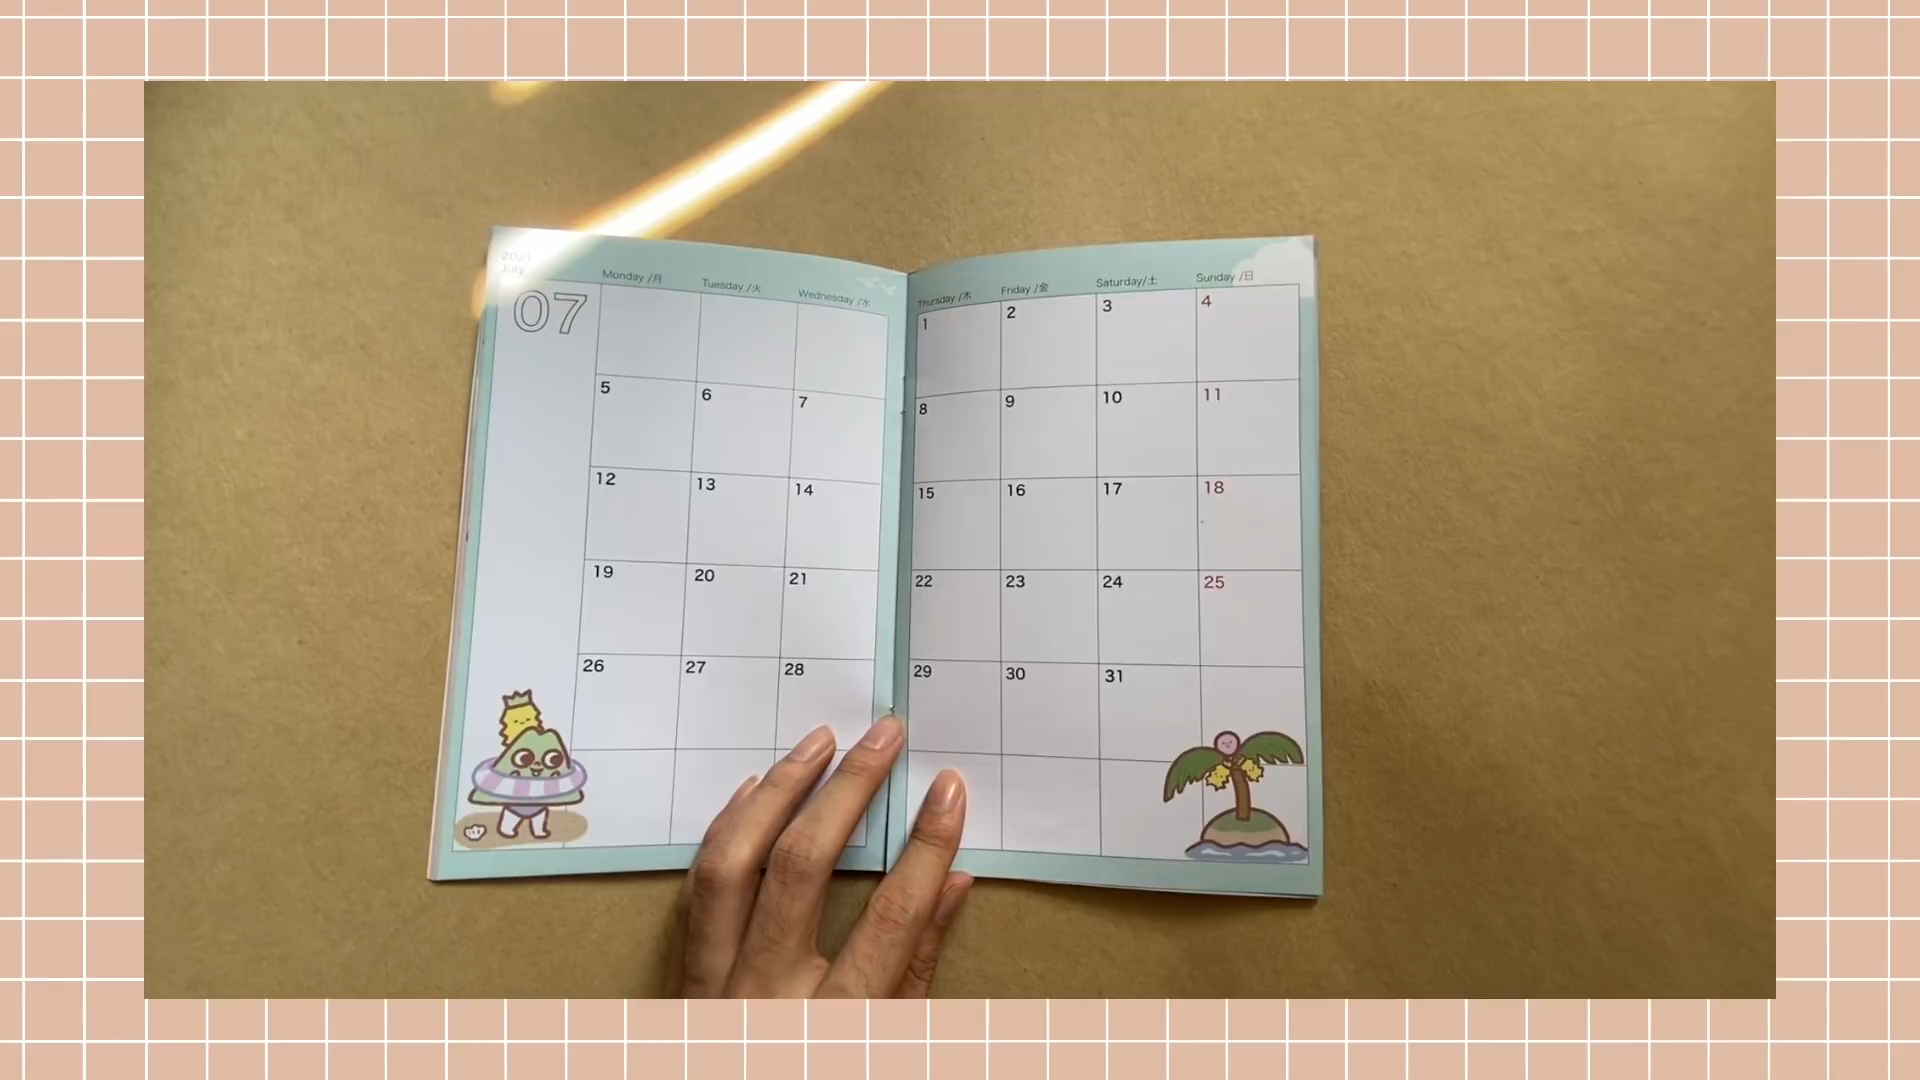 2021
July
07
Monday /月 Tuesday /火 Wednesday /水 Thursday /木 Friday /金 Saturday/土 Sunday /日
1 2 3 4
5 6 7 8 9 10 11
12 13 14 15 16 17 18
19 20 21 22 23 24 25
26 27 28 29 30 31